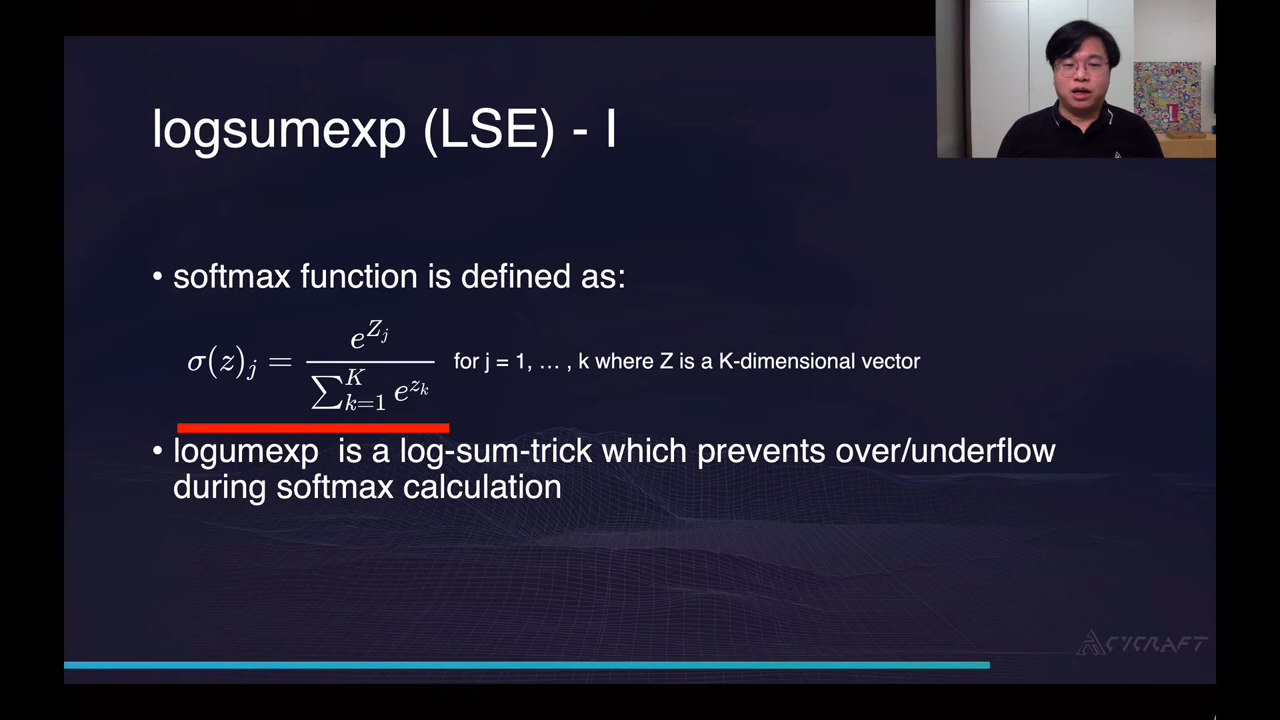 logsumexp (LSE) - I
• softmax function is defined as:
σ(z)_j = e^{Z_j} / ∑_{k=1}^{K} e^{z_k} for j = 1, … , k where Z is a K-dimensional vector
• logumexp is a log-sum-trick which prevents over/underflow
during softmax calculation
CYCRAFT